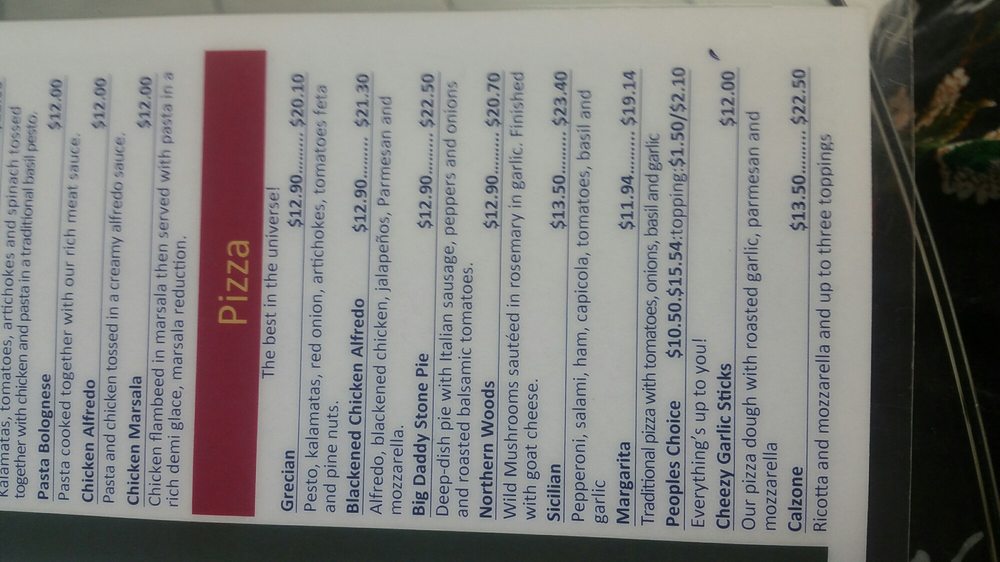 Kalamatas, tomatoes, artichokes and spinach tossed
together with chicken and pasta in a traditional basil pesto.
Pasta Bolognese $12.00
Pasta cooked together with our rich meat sauce.
Chicken Alfredo $12.00
Pasta and chicken tossed in a creamy alfredo sauce.
Chicken Marsala $12.00
Chicken flambeed in marsala then served with pasta in a
rich demi glace, marsala reduction.
Pizza
The best in the universe!
Grecian $12.90.......... $20.10
Pesto, kalamatas, red onion, artichokes, tomatoes feta
and pine nuts.
Blackened Chicken Alfredo $12.90.......... $21.30
Alfredo, blackened chicken, jalapeños, Parmesan and
mozzarella.
Big Daddy Stone Pie $12.90.......... $22.50
Deep-dish pie with Italian sausage, peppers and onions
and roasted balsamic tomatoes.
Northern Woods $12.90.......... $20.70
Wild Mushrooms sautéed in rosemary in garlic. Finished
with goat cheese.
Sicilian $13.50.......... $23.40
Pepperoni, salami, ham, capicola, tomatoes, basil and
garlic
Margarita $11.94.......... $19.14
Traditional pizza with tomatoes, onions, basil and garlic
Peoples Choice $10.50.$15.54:topping:$1.50/$2.10
Everything's up to you!
Cheezy Garlic Sticks $12.00
Our pizza dough with roasted garlic, parmesan and
mozzarella
Calzone $13.50.......... $22.50
Ricotta and mozzarella and up to three toppings